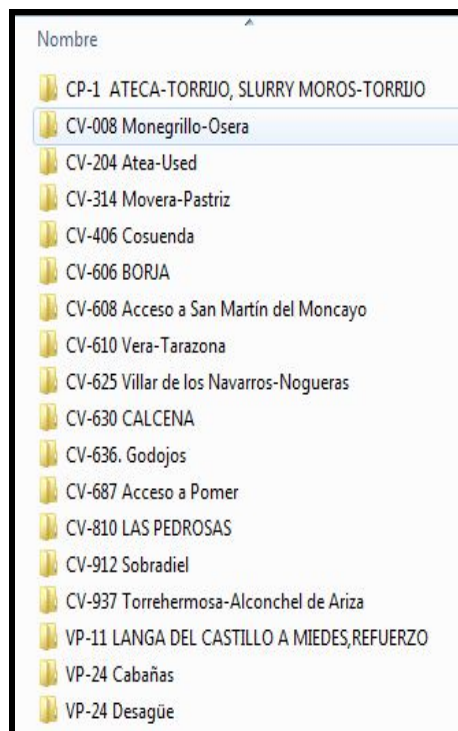 Nombre
CP-1 ATECA-TORRIJO, SLURRY MOROS-TORRIJO
CV-008 Monegrillo-Osera
CV-204 Atea-Used
CV-314 Movera-Pastriz
CV-406 Cosuenda
CV-606 BORJA
CV-608 Acceso a San Martín del Moncayo
CV-610 Vera-Tarazona
CV-625 Villar de los Navarros-Nogueras
CV-630 CALCENA
CV-636. Godojos
CV-687 Acceso a Pomer
CV-810 LAS PEDROSAS
CV-912 Sobradiel
CV-937 Torrehermosa-Alconchel de Ariza
VP-11 LANGA DEL CASTILLO A MIEDES,REFUERZO
VP-24 Cabañas
VP-24 Desagüe